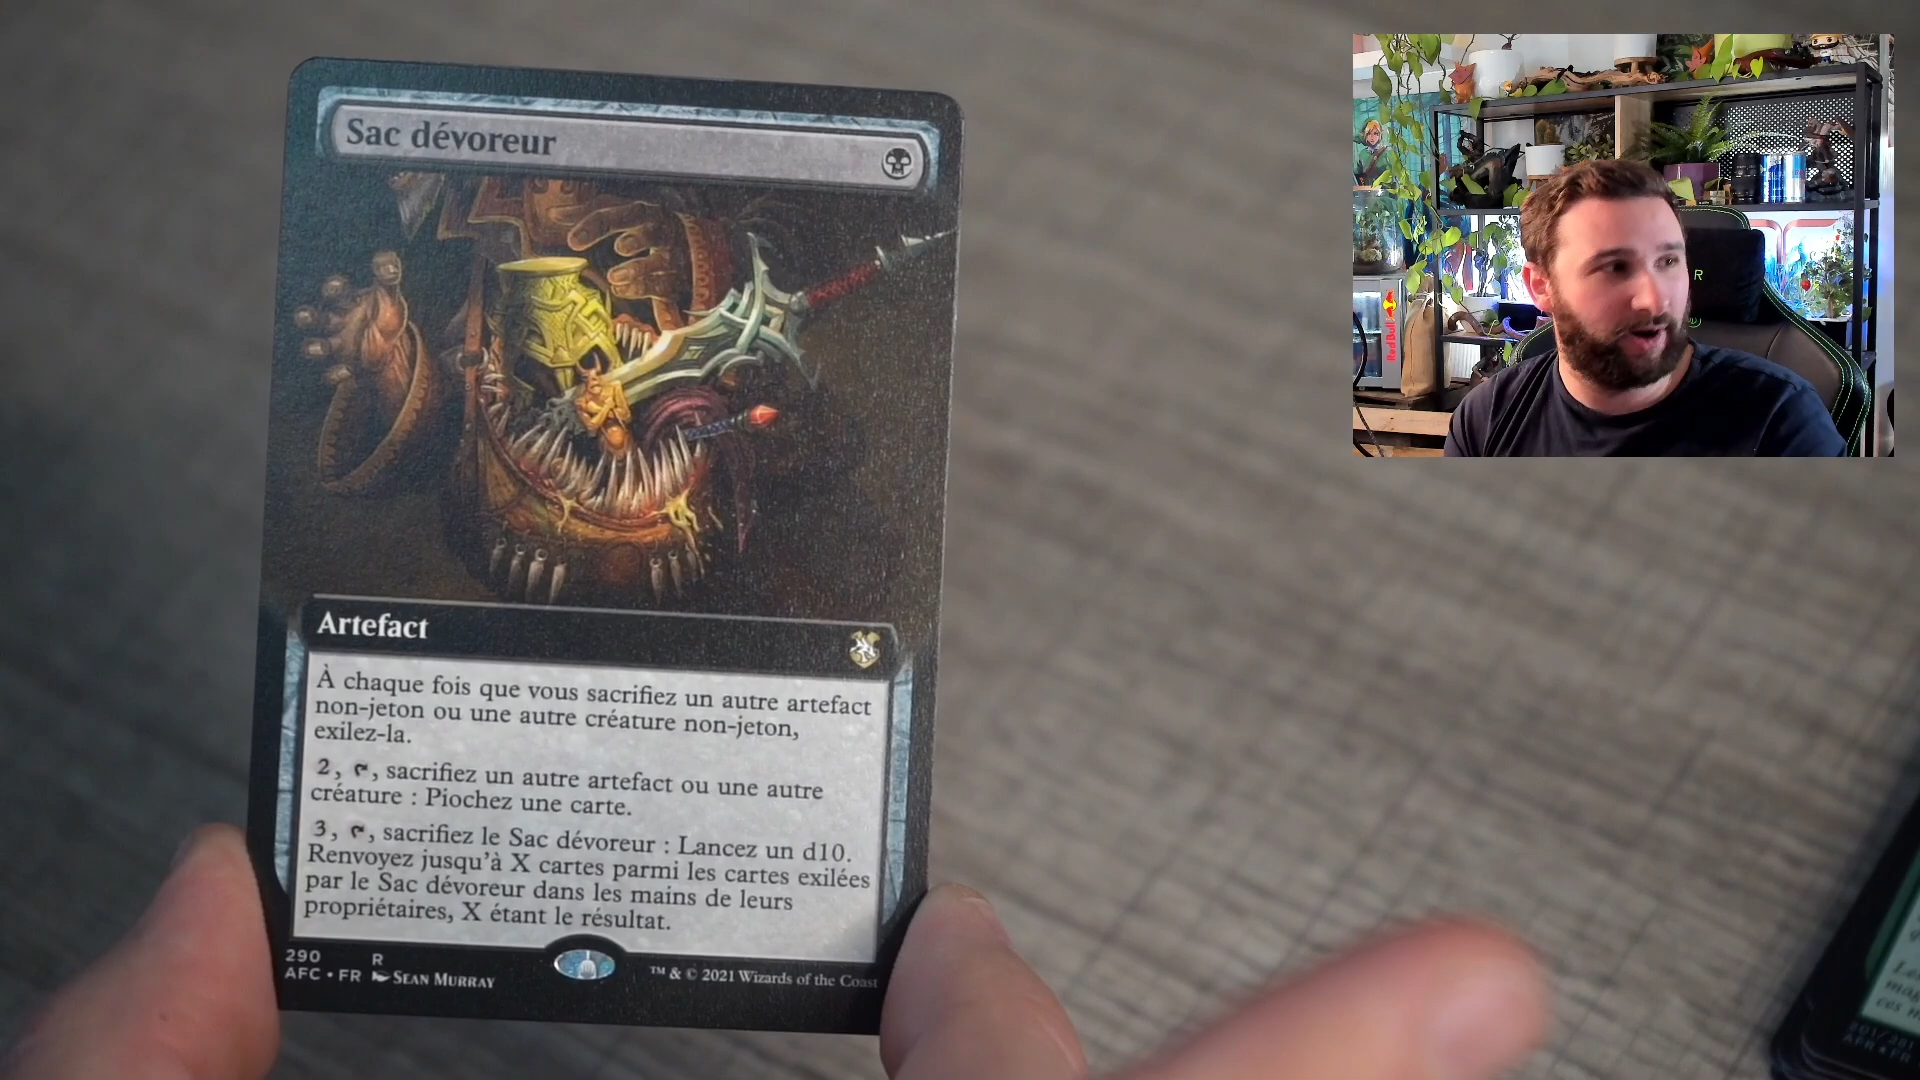 Sac dévoreur
Artefact
À chaque fois que vous sacrifiez un autre artefact
non-jeton ou une autre créature non-jeton,
exilez-la.
2, , sacrifiez un autre artefact ou une autre
créature : Piochez une carte.
3, , sacrifiez le Sac dévoreur : Lancez un d10.
Renvoyez jusqu'à X cartes parmi les cartes exilées
par le Sac dévoreur dans les mains de leurs
propriétaires, X étant le résultat.
290 R
AFC • FR SEAN MURRAY
™ & © 2021 Wizards of the Coast
RedBull
R